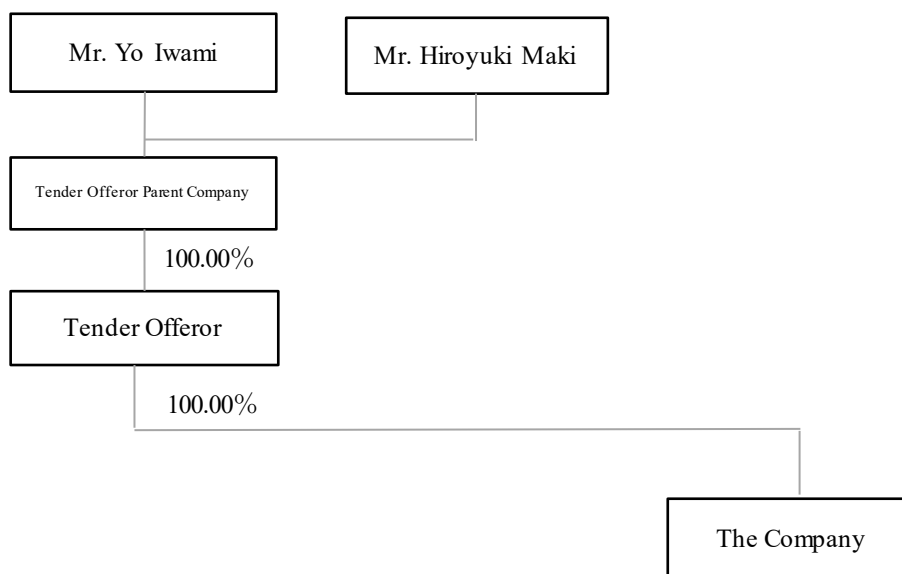 Mr. Yo Iwami
Mr. Hiroyuki Maki
Tender Offeror Parent Company
100.00%
Tender Offeror
100.00%
The Company